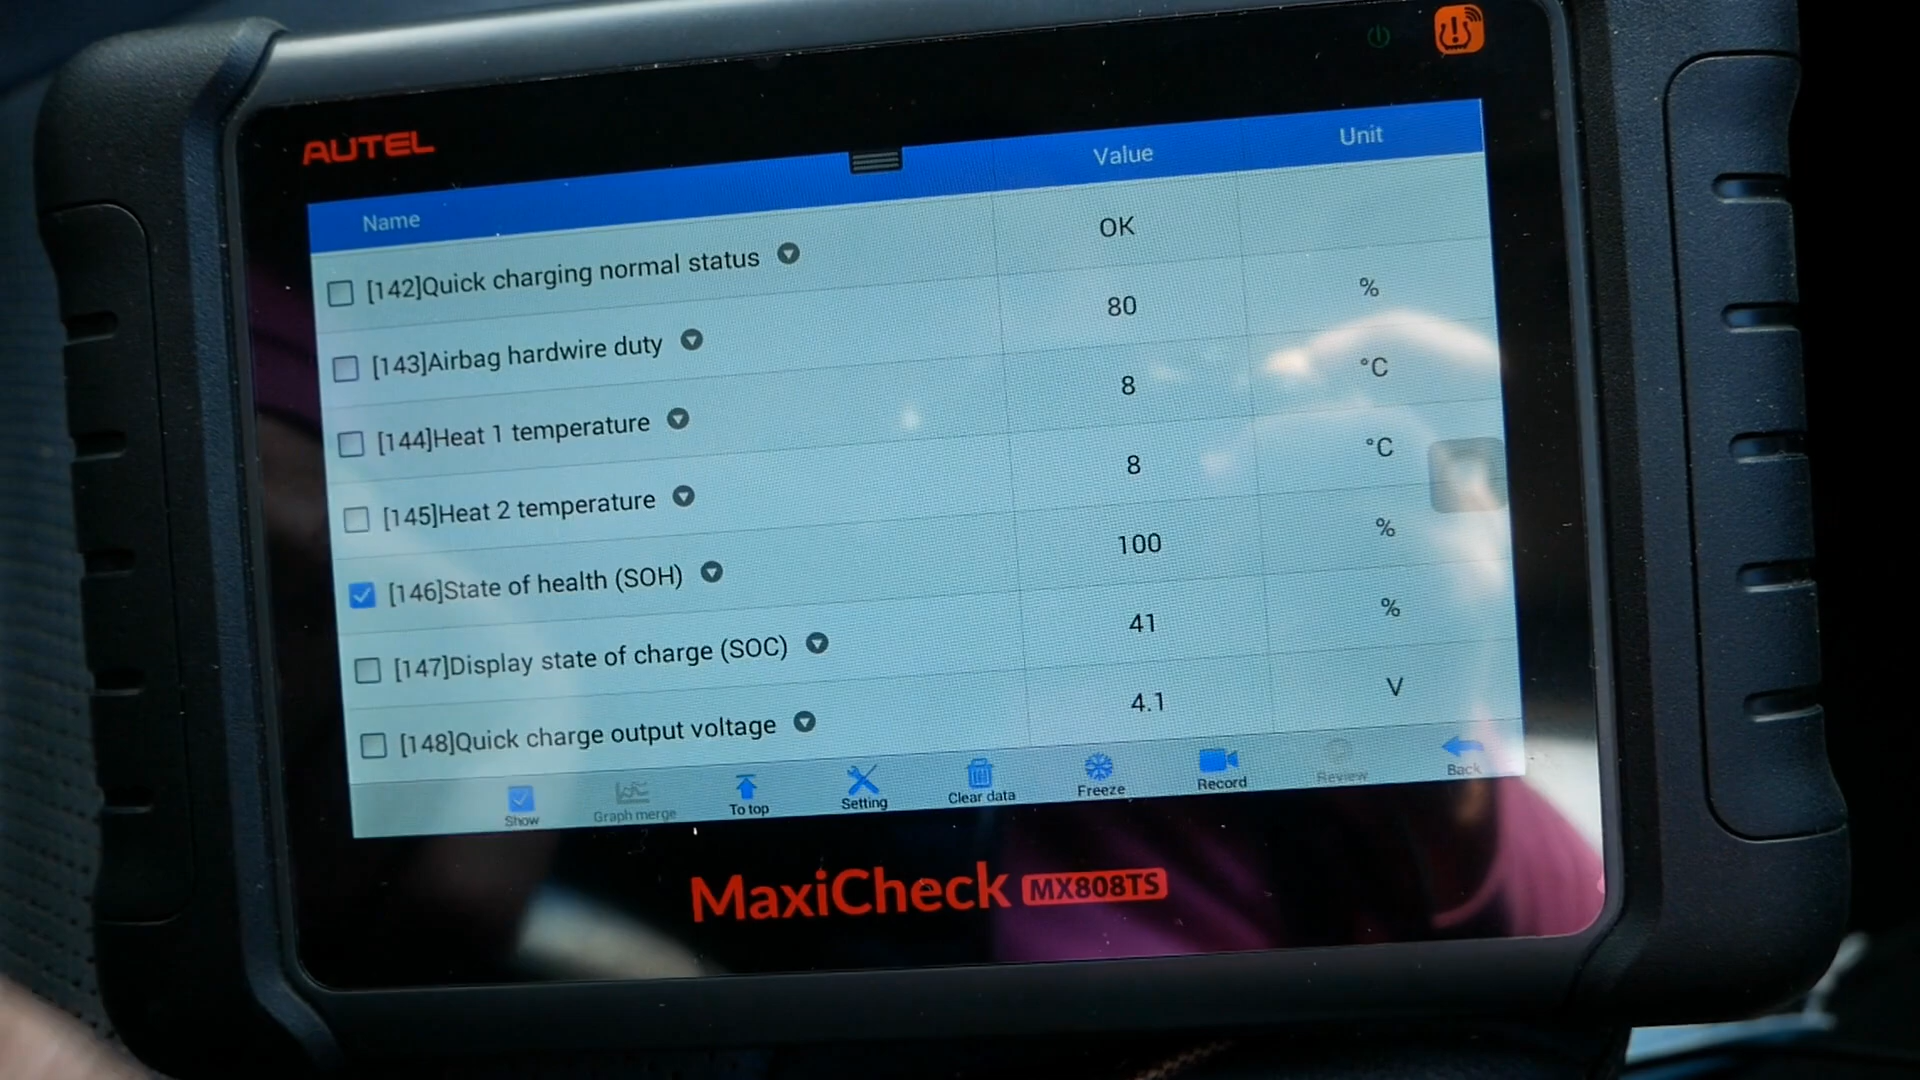 AUTEL
Name Value Unit
[142]Quick charging normal status OK
[143]Airbag hardwire duty 80 %
[144]Heat 1 temperature 8 °C
[145]Heat 2 temperature 8 °C
[146]State of health (SOH) 100 %
[147]Display state of charge (SOC) 41 %
[148]Quick charge output voltage 4.1 V
Show Graph merge To top Setting Clear data Freeze Record Review Back
MaxiCheck MX808TS